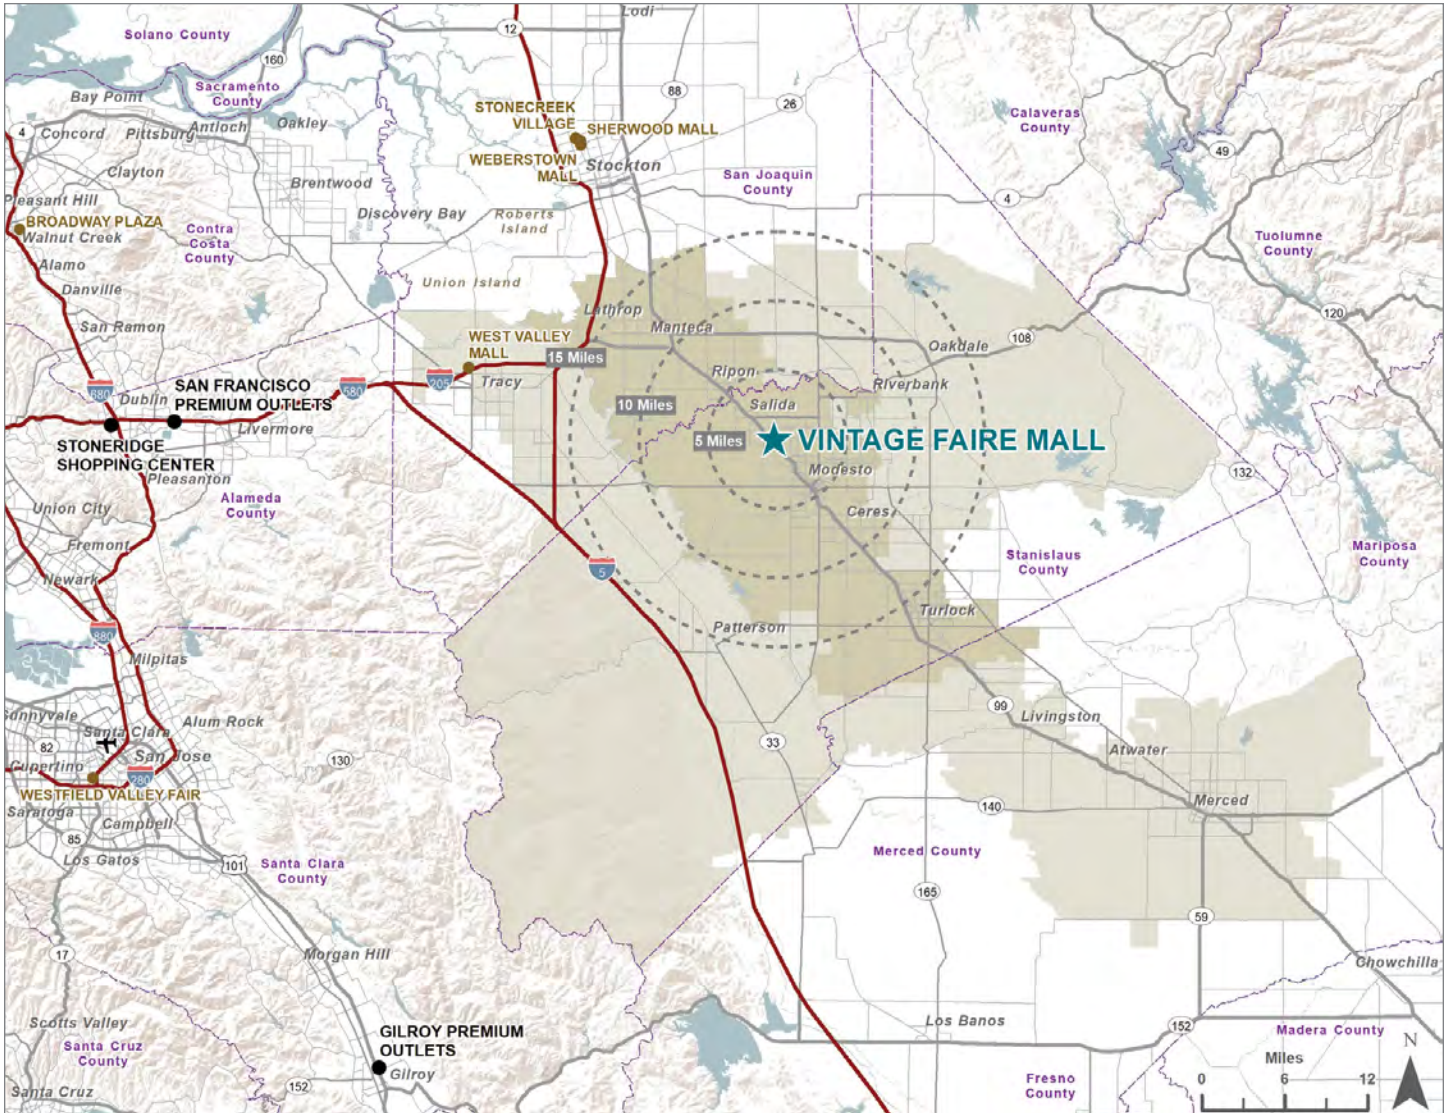 Lodi
Solano County
12
160
Sacramento
County
88
26
Bay Point
STONECREEK
VILLAGE
SHERWOOD MALL
Calaveras
County
4
Concord
Pittsburg
Antioch
Oakley
WEBERSTOWN
MALL
Stockton
49
Clayton
Brentwood
San Joaquin
County
4
Pleasant Hill
BROADWAY PLAZA
Walnut Creek
Contra
Costa
County
Discovery Bay
Roberts
Island
Tuolumne
County
Alamo
Danville
Union Island
San Ramon
Lathrop
Manteca
120
WEST VALLEY
MALL
15 Miles
Oakdale
108
Ripon
Riverbank
680
SAN FRANCISCO
PREMIUM OUTLETS
580
205
Tracy
Dublin
10 Miles
Salida
Livermore
STONERIDGE
SHOPPING CENTER
5 Miles
VINTAGE FAIRE MALL
Pleasanton
Modesto
132
Alameda
County
Union City
Ceres
Fremont
Stanislaus
County
Mariposa
County
Newark
5
Turlock
880
Patterson
Milpitas
Sunnyvale
Alum Rock
99
Livingston
Santa Clara
82
San Jose
33
Atwater
Cupertino
280
130
WESTFIELD VALLEY FAIR
Merced
Saratoga
Campbell
140
85
Los Gatos
101
Santa Clara
County
Merced County
165
59
17
Morgan Hill
Chowchilla
Scotts Valley
GILROY PREMIUM
OUTLETS
Los Banos
152
Madera County
Santa Cruz
County
Miles
N
Gilroy
152
Fresno
County
0
6
12
Santa Cruz